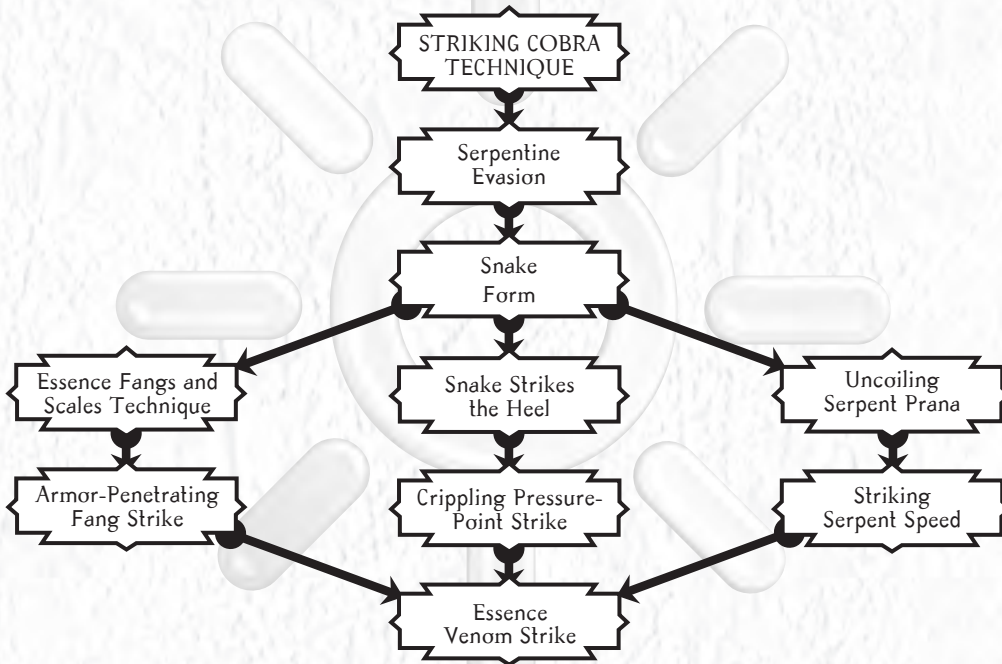 STRIKING COBRA
TECHNIQUE
Serpentine
Evasion
Snake
Form
Essence Fangs and
Scales Technique
Snake Strikes
the Heel
Uncoiling
Serpent Prana
Armor-Penetrating
Fang Strike
Crippling Pressure-
Point Strike
Striking
Serpent Speed
Essence
Venom Strike